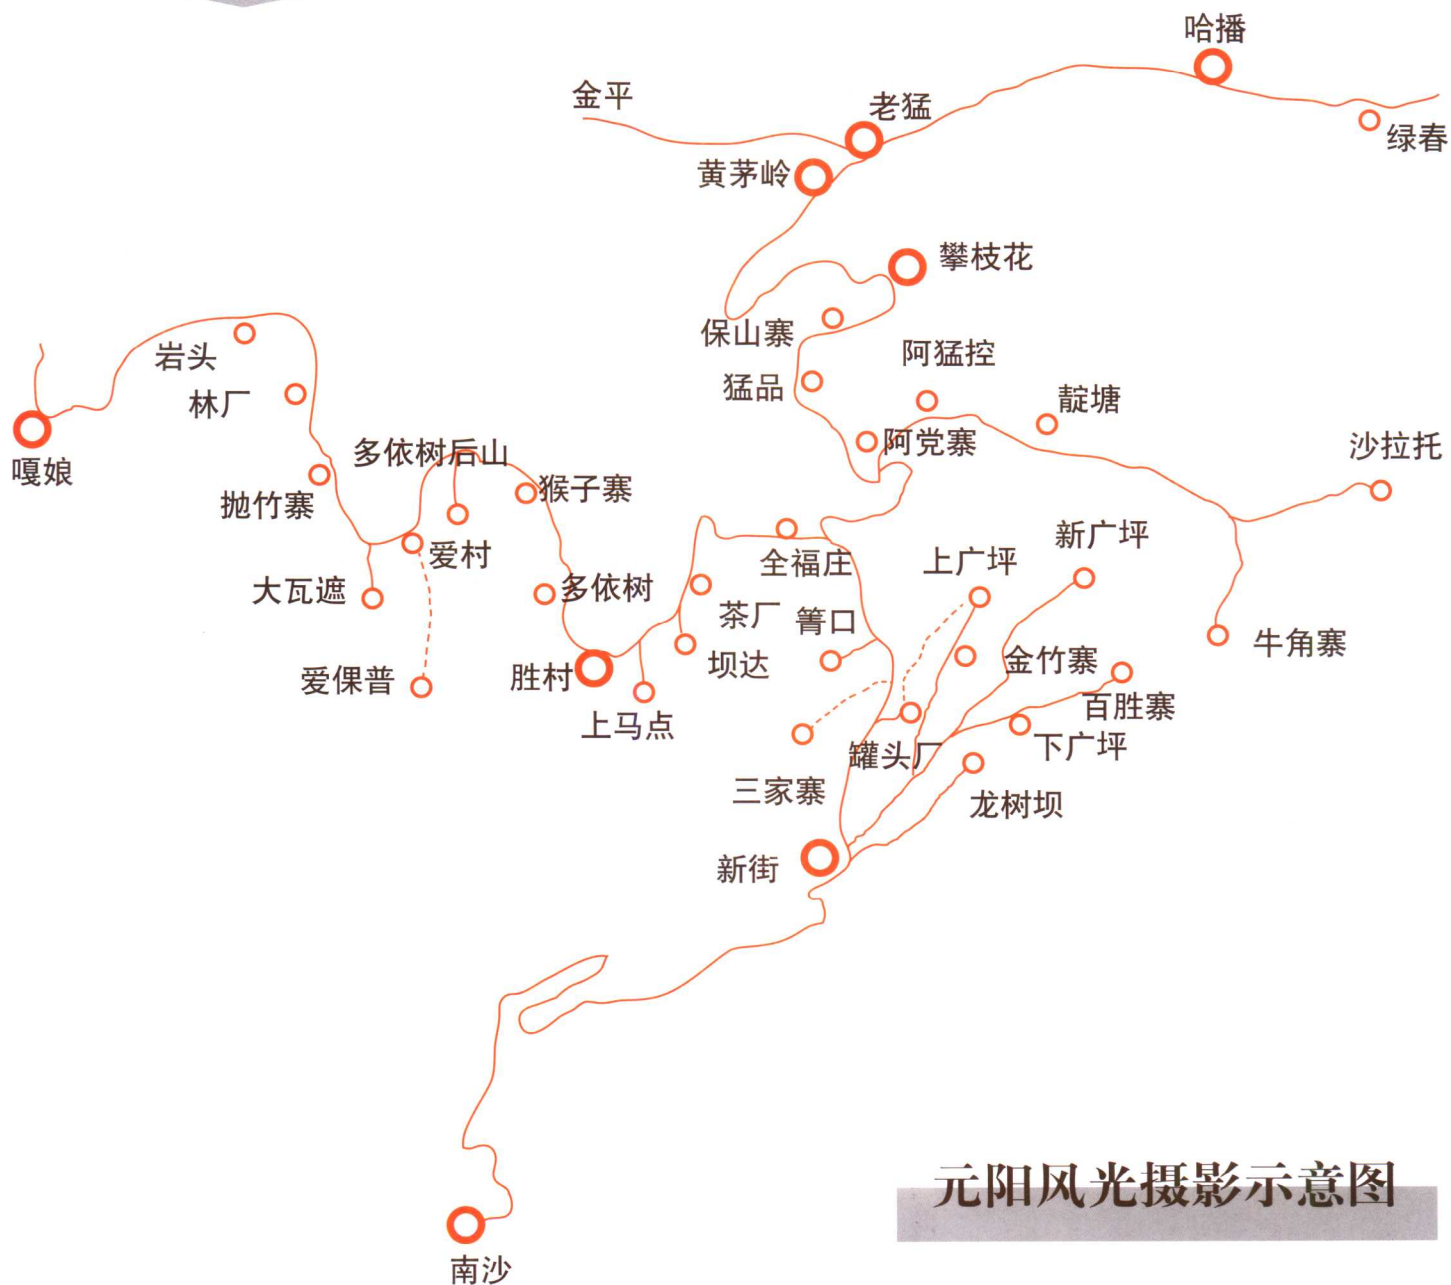 哈播
金平
老猛
绿春
黄茅岭
攀枝花
保山寨
岩头
阿猛控
猛品
林厂
靛塘
阿党寨
沙拉托
多依树后山
嘎娘
猴子寨
抛竹寨
新广坪
爱村
全福庄
上广坪
大瓦遮
多依树
茶厂
箐口
牛角寨
金竹寨
坝达
爱倮普
胜村
百胜寨
上马点
下广坪
罐头厂
三家寨
龙树坝
新街
元阳风光摄影示意图
南沙